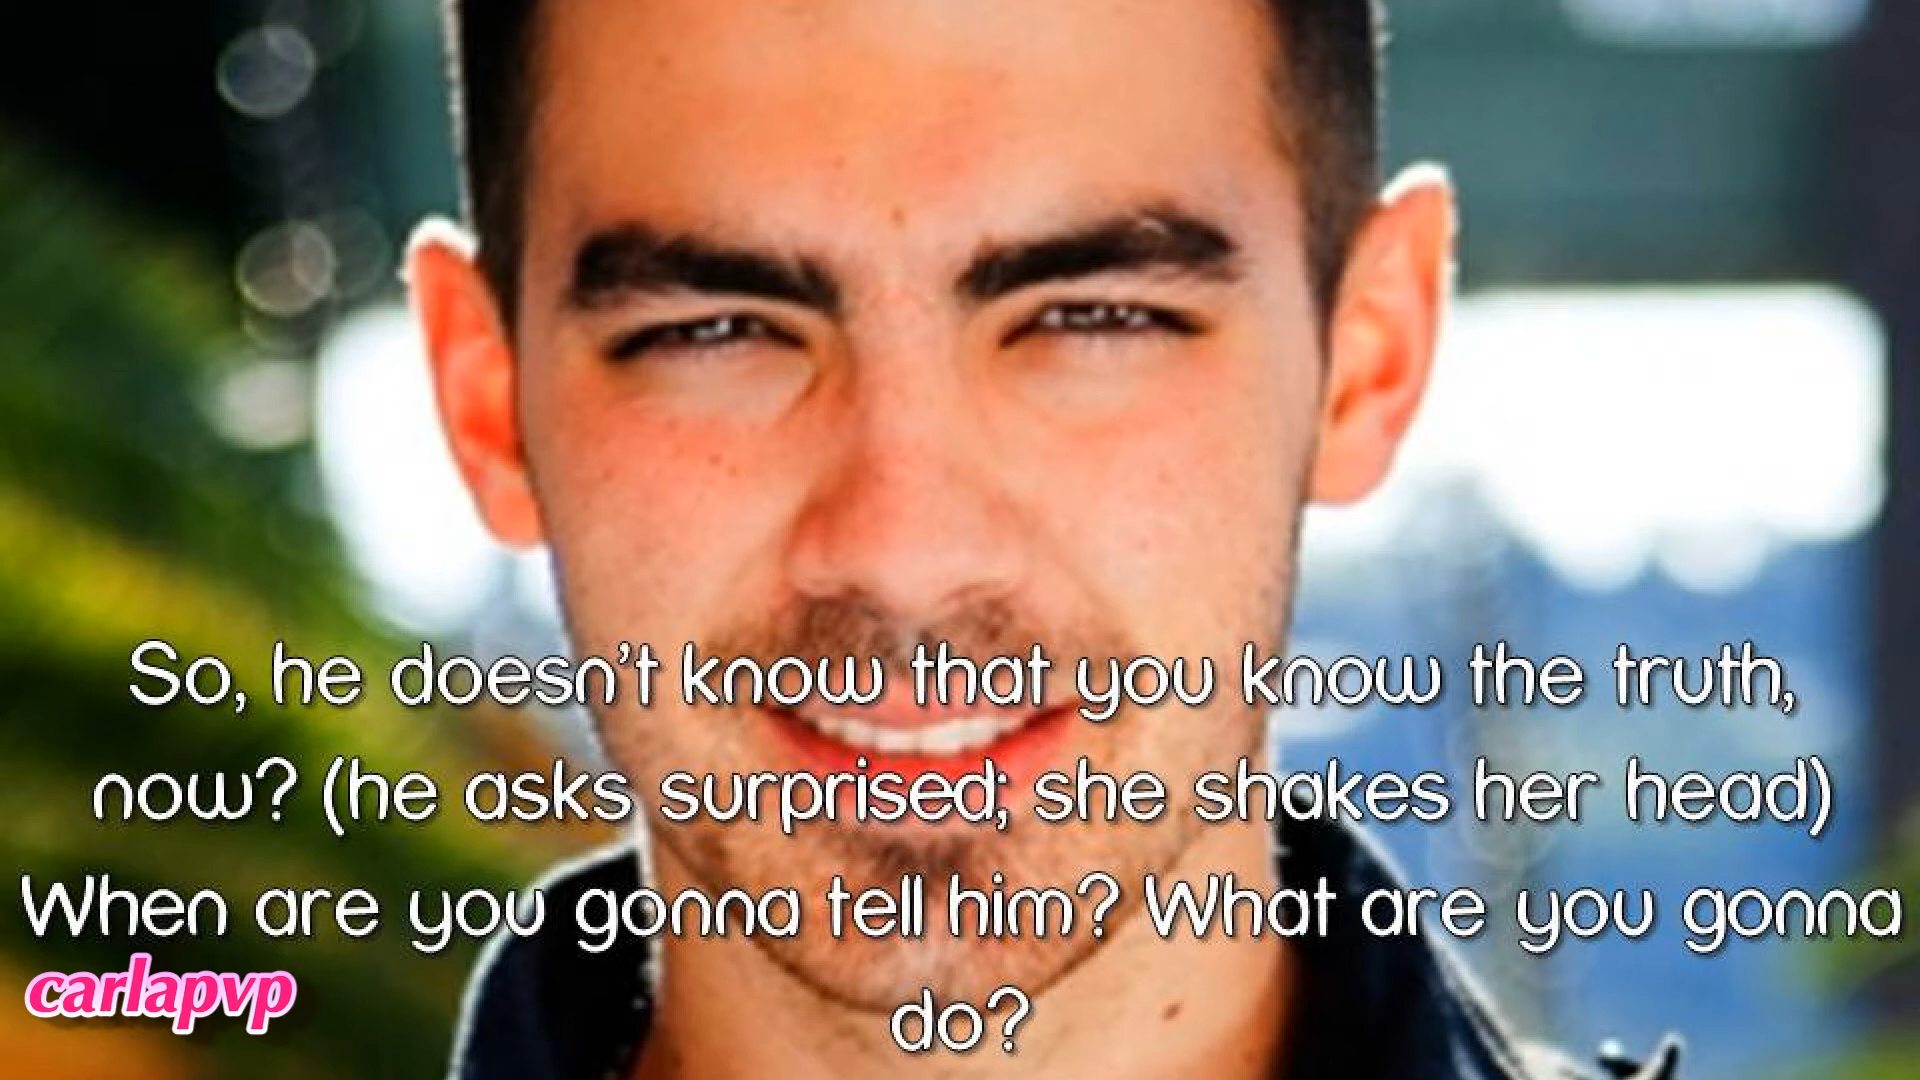 So, he doesn't know that you know the truth,
now? (he asks surprised; she shakes her head)
When are you gonna tell him? What are you gonna
do?
carlapvp